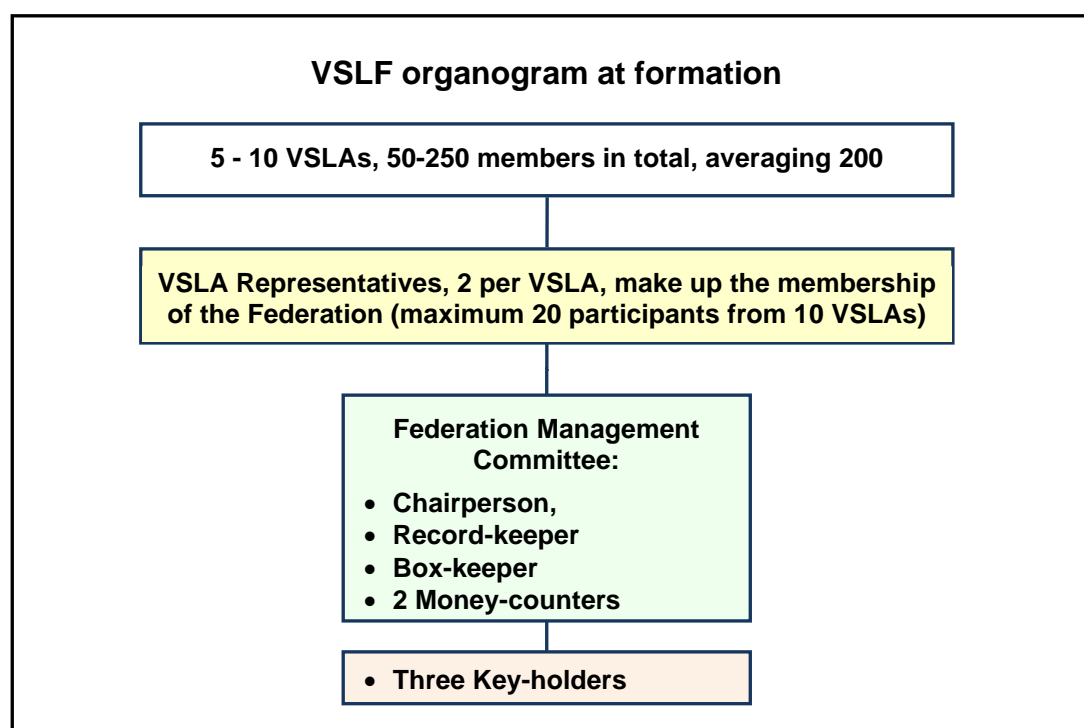 VSLF organogram at formation
5 - 10 VSLAs, 50-250 members in total, averaging 200
VSLA Representatives, 2 per VSLA, make up the membership
of the Federation (maximum 20 participants from 10 VSLAs)
Federation Management
Committee:
• Chairperson,
• Record-keeper
• Box-keeper
• 2 Money-counters
• Three Key-holders